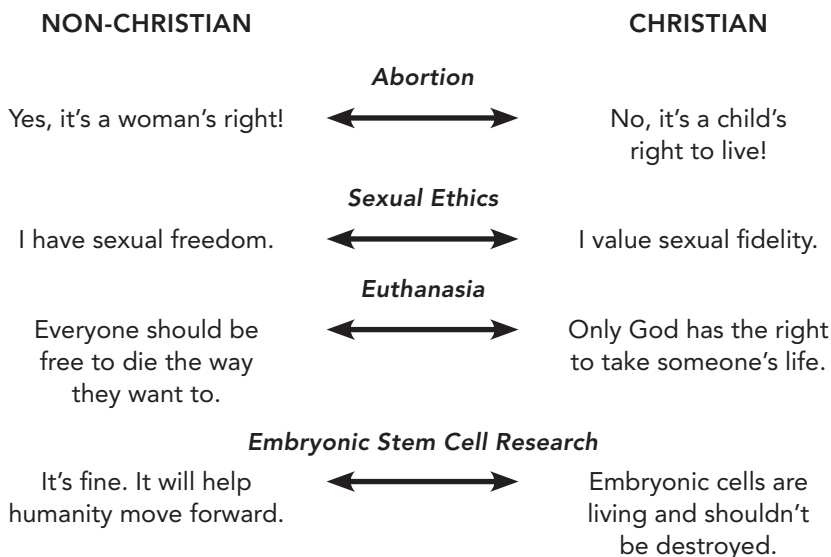 NON-CHRISTIAN
CHRISTIAN
Abortion
Yes, it's a woman's right!
No, it's a child's
right to live!
Sexual Ethics
I have sexual freedom.
I value sexual fidelity.
Euthanasia
Everyone should be
free to die the way
they want to.
Only God has the right
to take someone's life.
Embryonic Stem Cell Research
It's fine. It will help
humanity move forward.
Embryonic cells are
living and shouldn't
be destroyed.